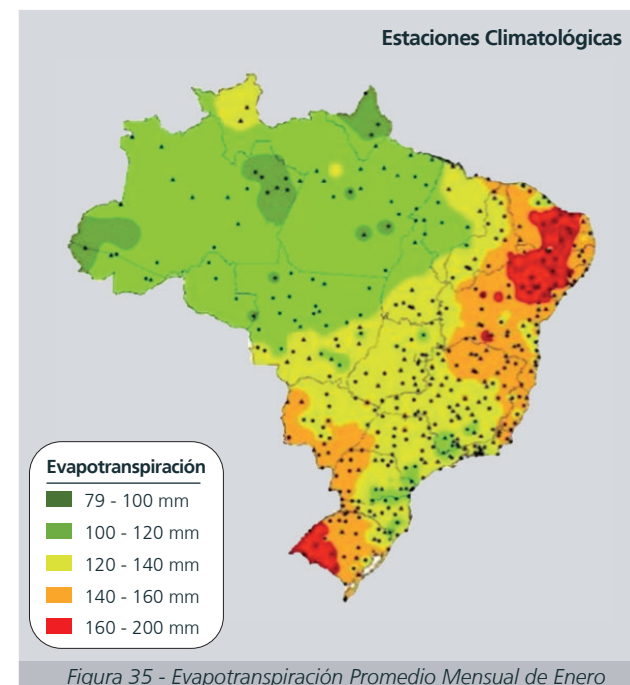 Estaciones Climatológicas
Evapotranspiración
79 - 100 mm
100 - 120 mm
120 - 140 mm
140 - 160 mm
160 - 200 mm
Figura 35 - Evapotranspiración Promedio Mensual de Enero